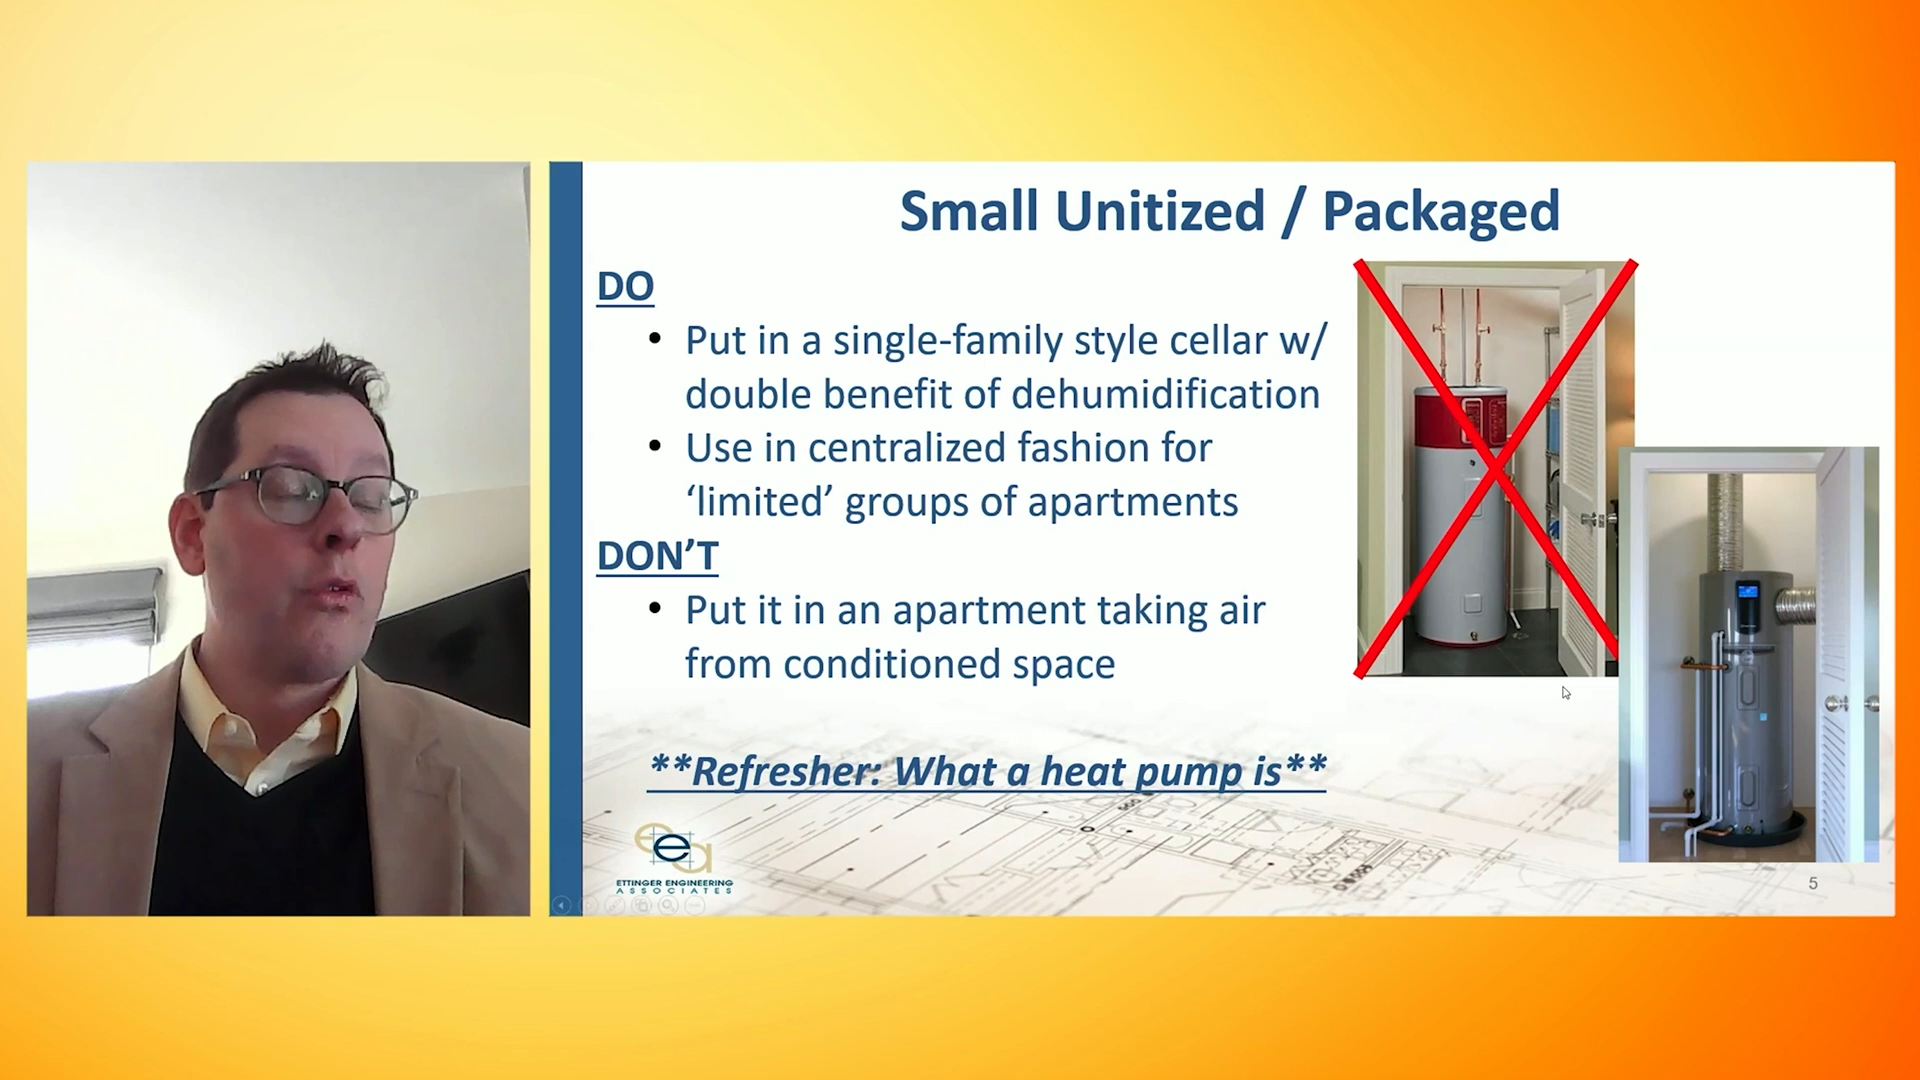 Small Unitized / Packaged
DO
• Put in a single-family style cellar w/
double benefit of dehumidification
• Use in centralized fashion for
‘limited’ groups of apartments
DON’T
• Put it in an apartment taking air
from conditioned space
**Refresher: What a heat pump is**
eea
ETTINGER ENGINEERING
ASSOCIATES
5